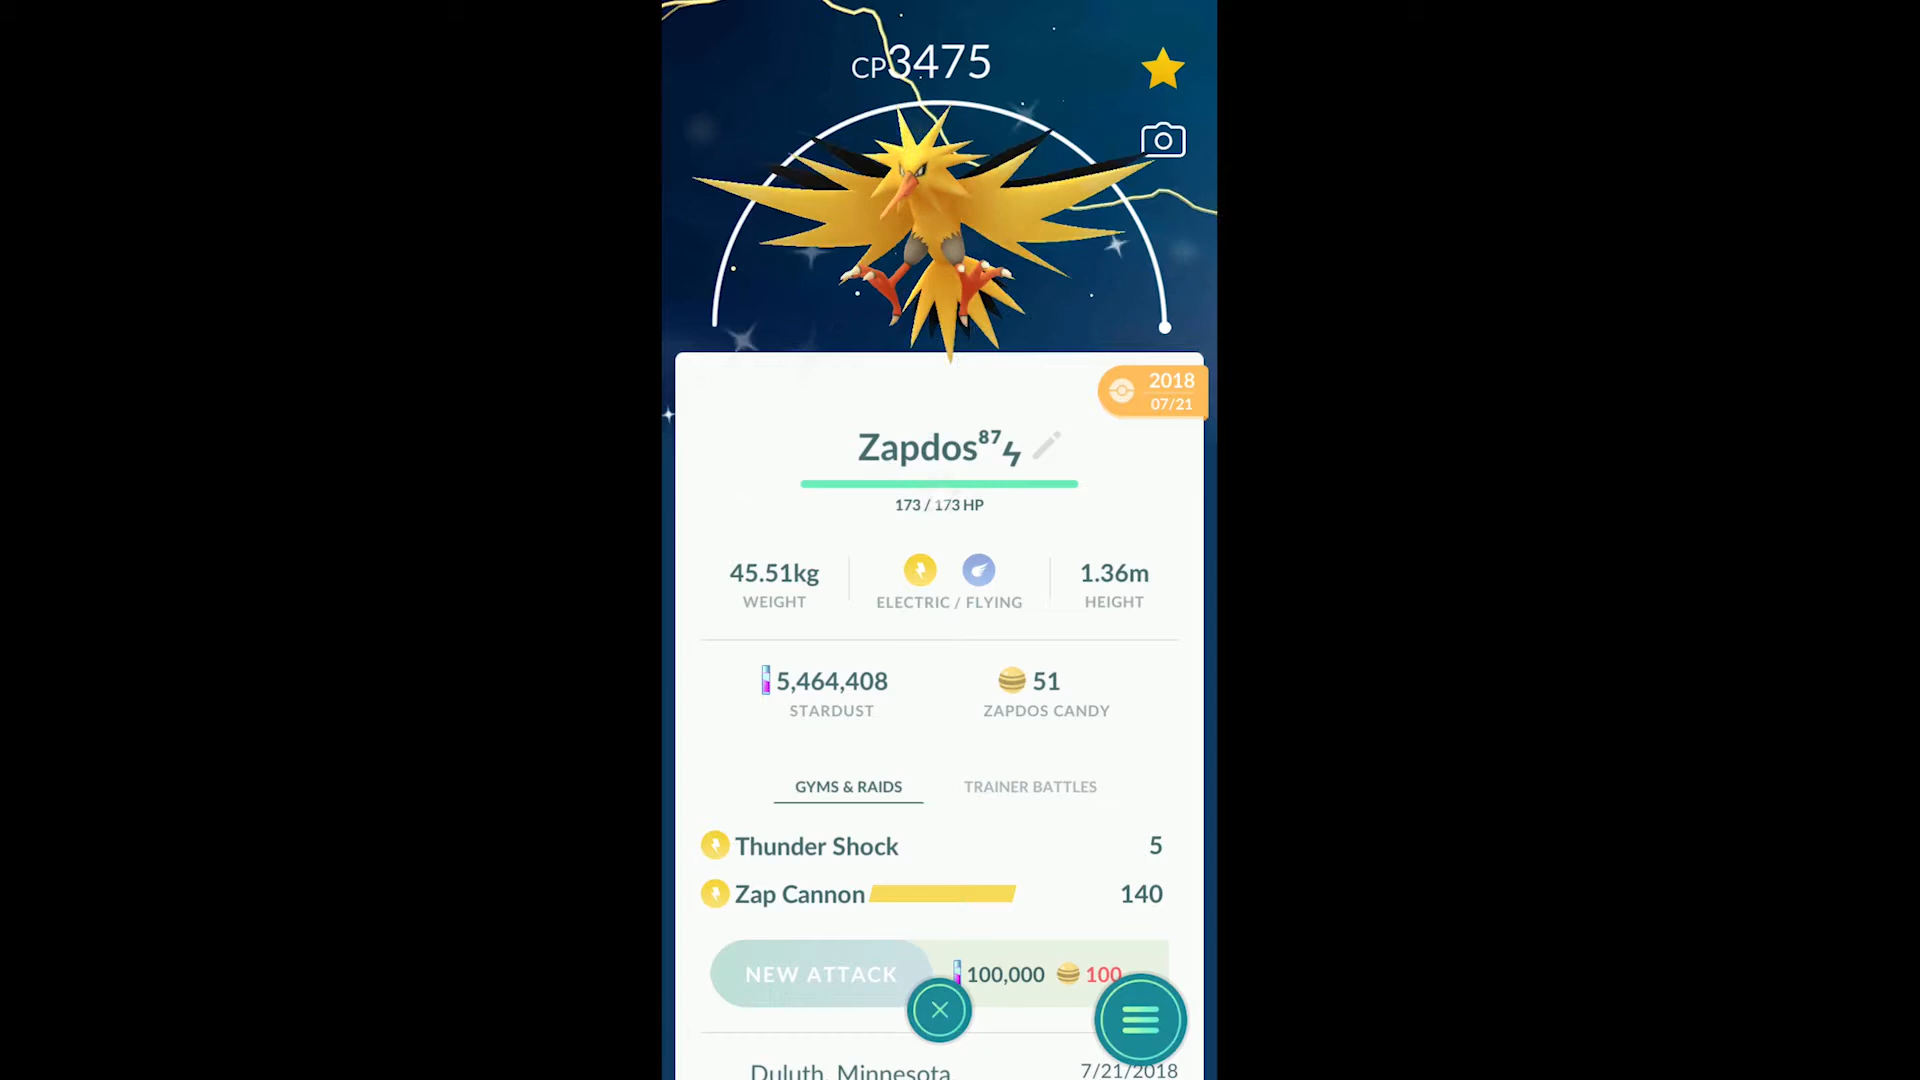 CP3475
2018
07/21
Zapdos⁸⁷ϟ
173 / 173 HP
45.51kg
WEIGHT
ELECTRIC / FLYING
1.36m
HEIGHT
5,464,408
STARDUST
51
ZAPDOS CANDY
GYMS & RAIDS
TRAINER BATTLES
Thunder Shock 5
Zap Cannon 140
NEW ATTACK 100,000 100
Duluth, Minnesota, 7/21/2018